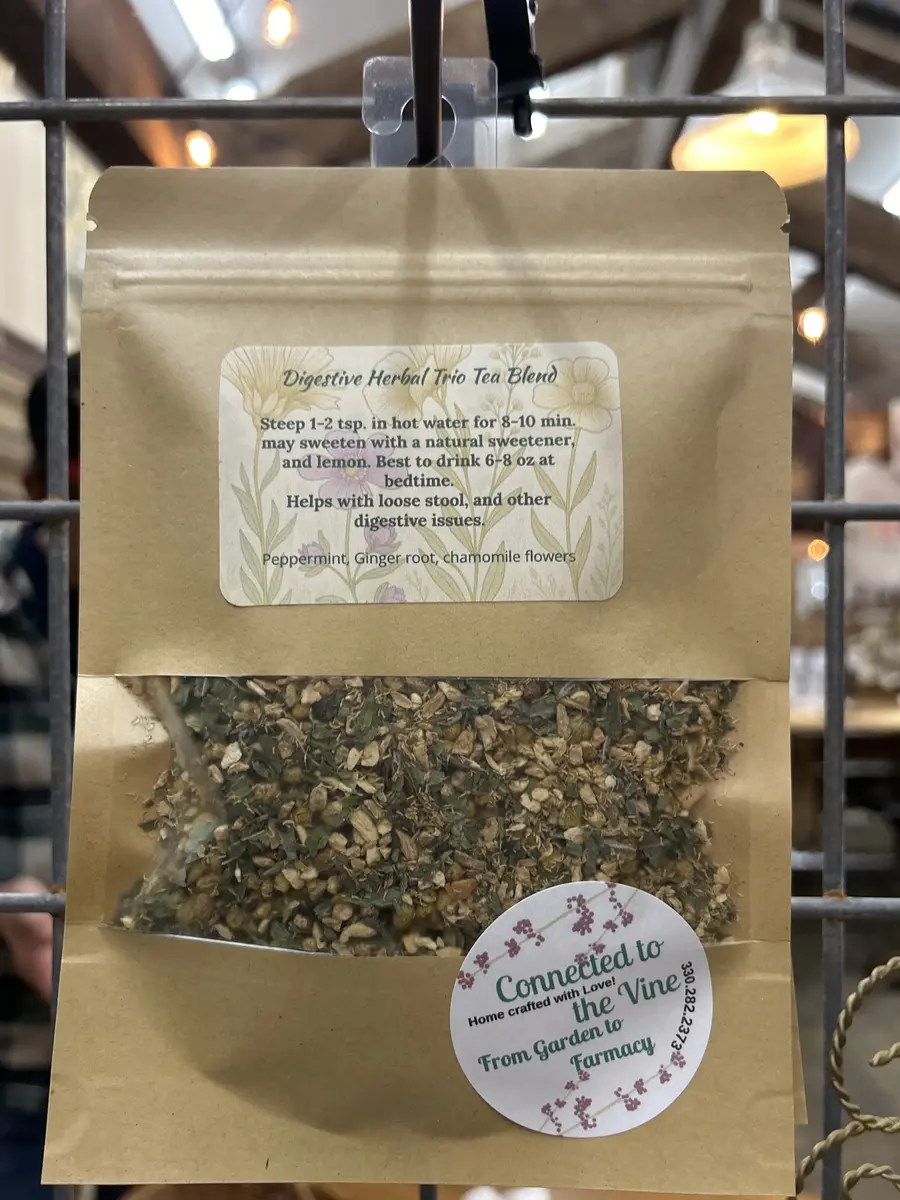 Digestive Herbal Trio Tea Blend
Steep 1-2 tsp. in hot water for 8-10 min.
may sweeten with a natural sweetener,
and lemon. Best to drink 6-8 oz at
bedtime.
Helps with loose stool, and other
digestive issues.
Peppermint, Ginger root, chamomile flowers
Connected to
Home crafted with Love!
the Vine
From Garden to
Farmacy
330.282.2373